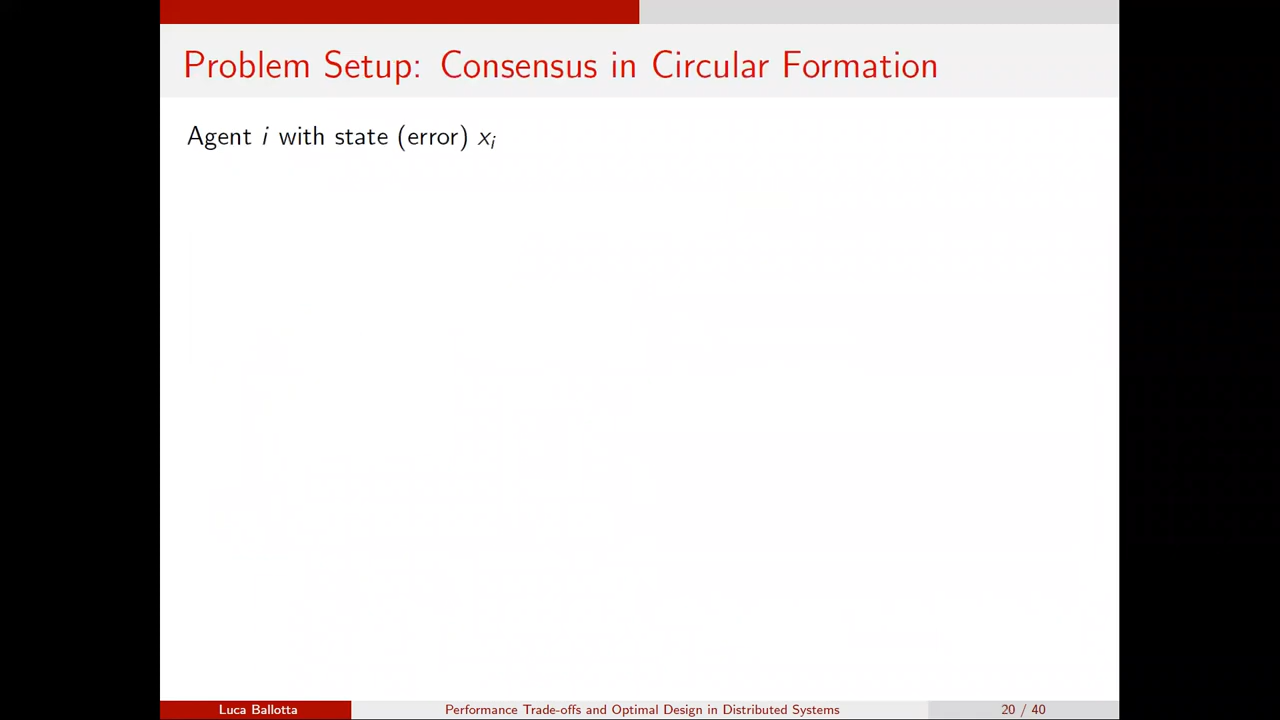 Problem Setup: Consensus in Circular Formation
Agent i with state (error) xᵢ
Luca Ballotta
Performance Trade-offs and Optimal Design in Distributed Systems
20 / 40